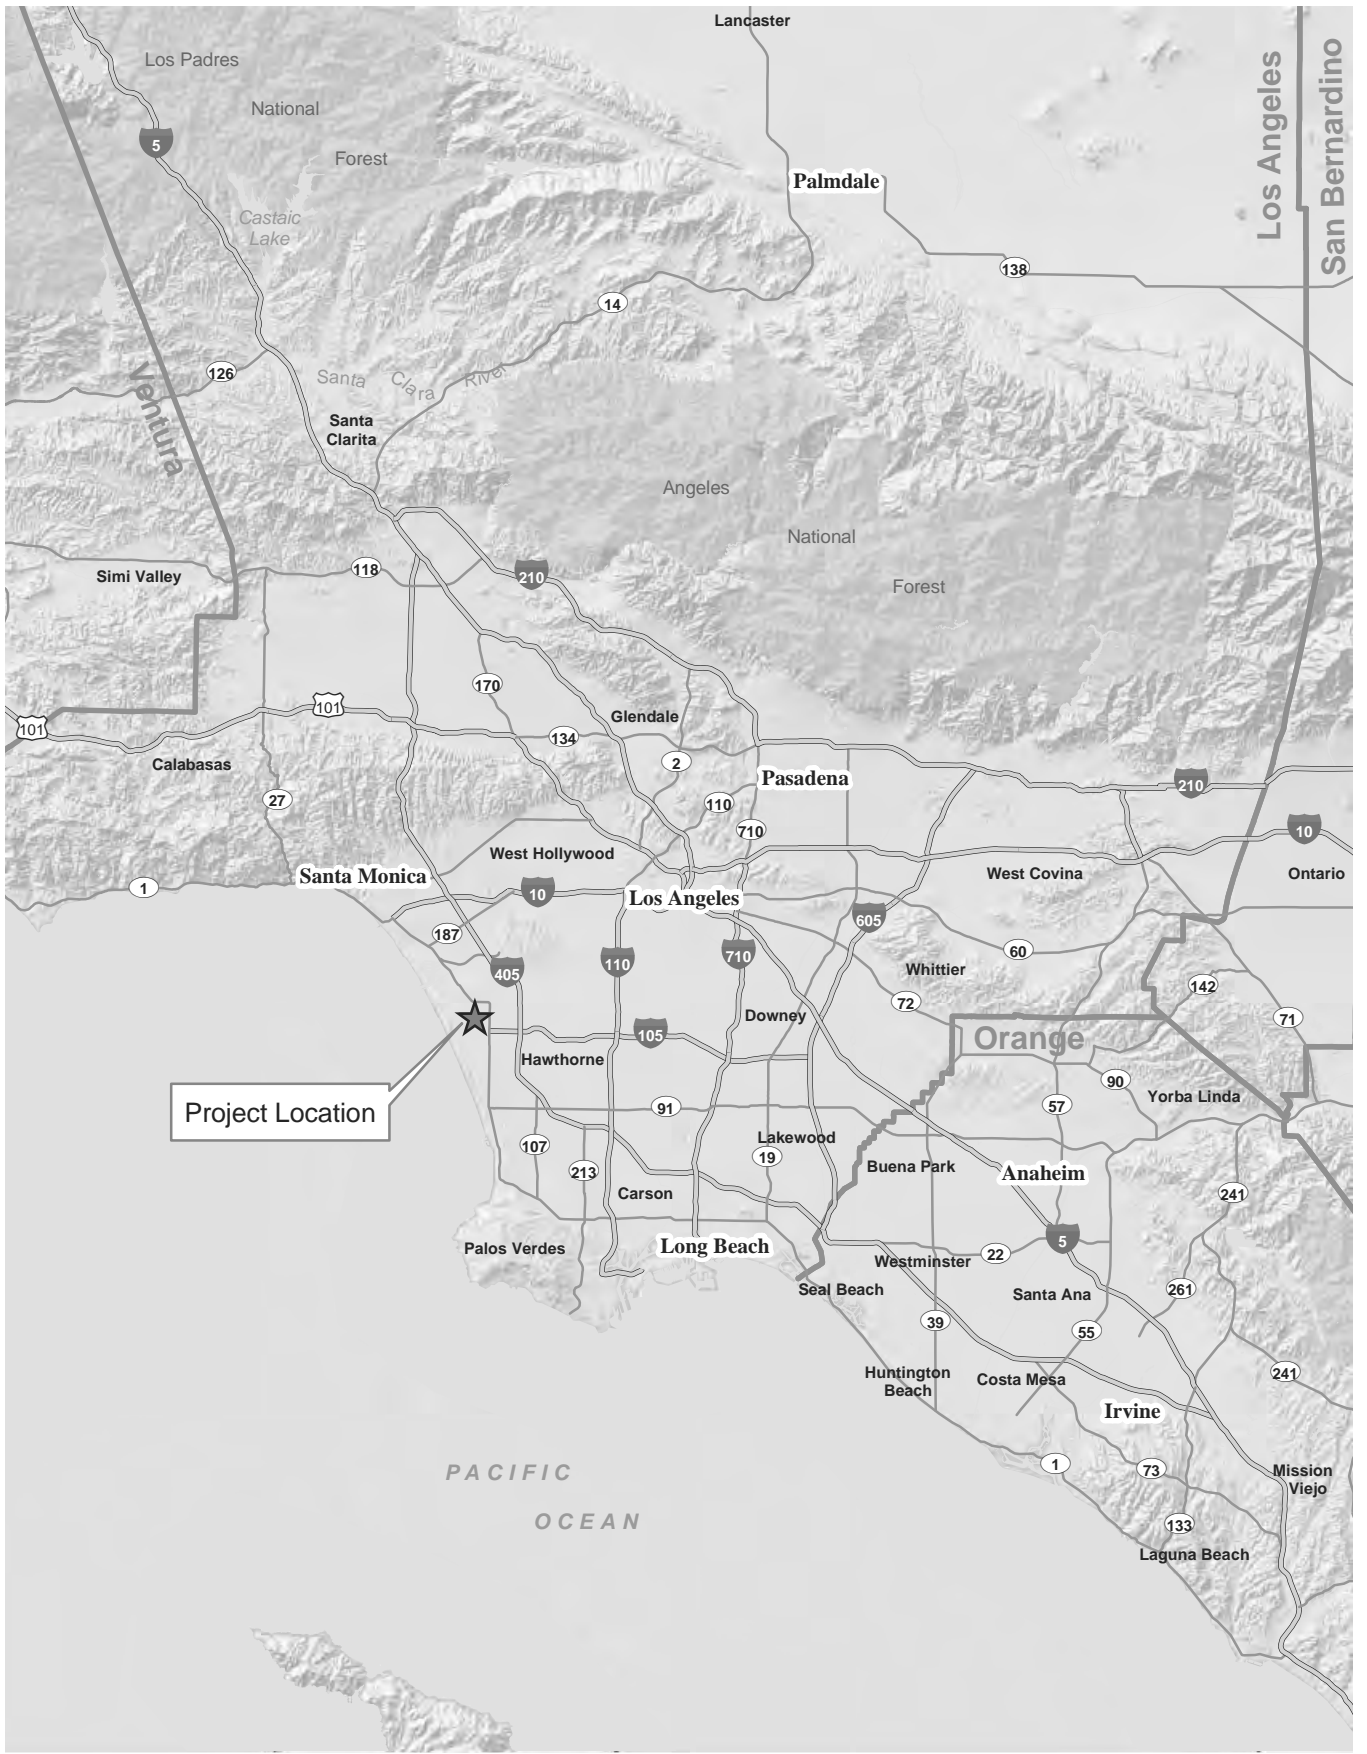 Lancaster
Los Padres
National
Forest
Los Angeles
San Bernardino
5
Palmdale
Castaic
Lake
138
14
126
Ventura
Santa Clara River
Santa
Clarita
Angeles
National
Forest
Simi Valley
118
210
170
101
101
Glendale
134
Calabasas
2
Pasadena
210
27
110
710
10
West Hollywood
Santa Monica
West Covina
Ontario
1
10
Los Angeles
605
187
60
405
110
710
Whittier
142
72
Downey
71
105
Orange
Hawthorne
90
Yorba Linda
Project Location
91
57
107
Lakewood
19
213
Buena Park
Anaheim
Carson
241
Palos Verdes
Long Beach
5
22
Westminster
Seal Beach
Santa Ana
261
39
55
Huntington
Beach
Costa Mesa
241
Irvine
PACIFIC
OCEAN
1
73
Mission
Viejo
133
Laguna Beach